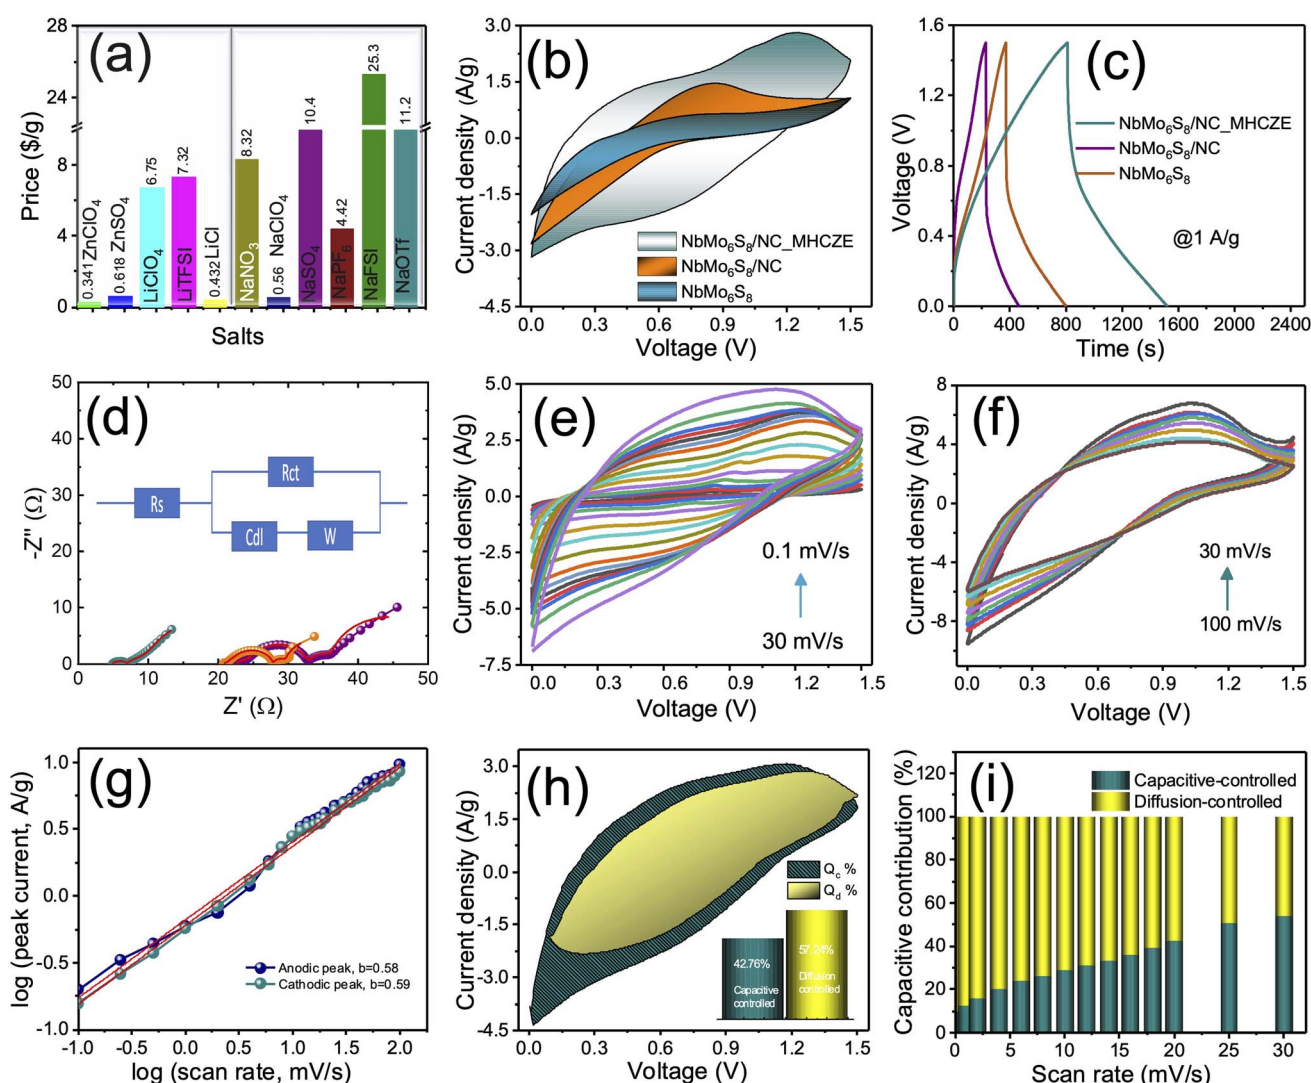 (a)
Price ($/g)
28
24
8
4
0
0.341 ZnClO4
0.618 ZnSO4
6.75
LiClO4
7.32
LiTFSI
0.432 LiCl
8.32
NaNO3
0.56 NaClO4
10.4
NaSO4
4.42
NaPF6
25.3
NaFSI
11.2
NaOTf
Salts
(b)
Current density (A/g)
3.0
1.5
0.0
-1.5
-3.0
-4.5
NbMo6S8/NC_MHCZE
NbMo6S8/NC
NbMo6S8
0.0 0.3 0.6 0.9 1.2 1.5
Voltage (V)
(c)
Voltage (V)
1.6
1.2
0.8
0.4
0.0
NbMo6S8/NC_MHCZE
NbMo6S8/NC
NbMo6S8
@1 A/g
0 400 800 1200 1600 2000 2400
Time (s)
(d)
-Z" (Ω)
50
40
30
20
10
0
Rct
Rs
Cdl
W
0 10 20 30 40 50
Z' (Ω)
(e)
Current density (A/g)
5.0
2.5
0.0
-2.5
-5.0
-7.5
0.1 mV/s
30 mV/s
0.0 0.3 0.6 0.9 1.2 1.5
Voltage (V)
(f)
Current density (A/g)
8
4
0
-4
-8
30 mV/s
100 mV/s
0.0 0.3 0.6 0.9 1.2 1.5
Voltage (V)
(g)
log (peak current, A/g)
1.0
0.5
0.0
-0.5
-1.0
Anodic peak, b=0.58
Cathodic peak, b=0.59
-1.0 -0.5 0.0 0.5 1.0 1.5 2.0
log (scan rate, mV/s)
(h)
Current density (A/g)
3.0
1.5
0.0
-1.5
-3.0
-4.5
Qc %
Qd %
42.76%
Capacitive
controlled
57.24%
Diffusion
controlled
0.0 0.3 0.6 0.9 1.2 1.5
Voltage (V)
(i)
Capacitive contribution (%)
120
100
80
60
40
20
0
Capacitive-controlled
Diffusion-controlled
0 5 10 15 20 25 30
Scan rate (mV/s)